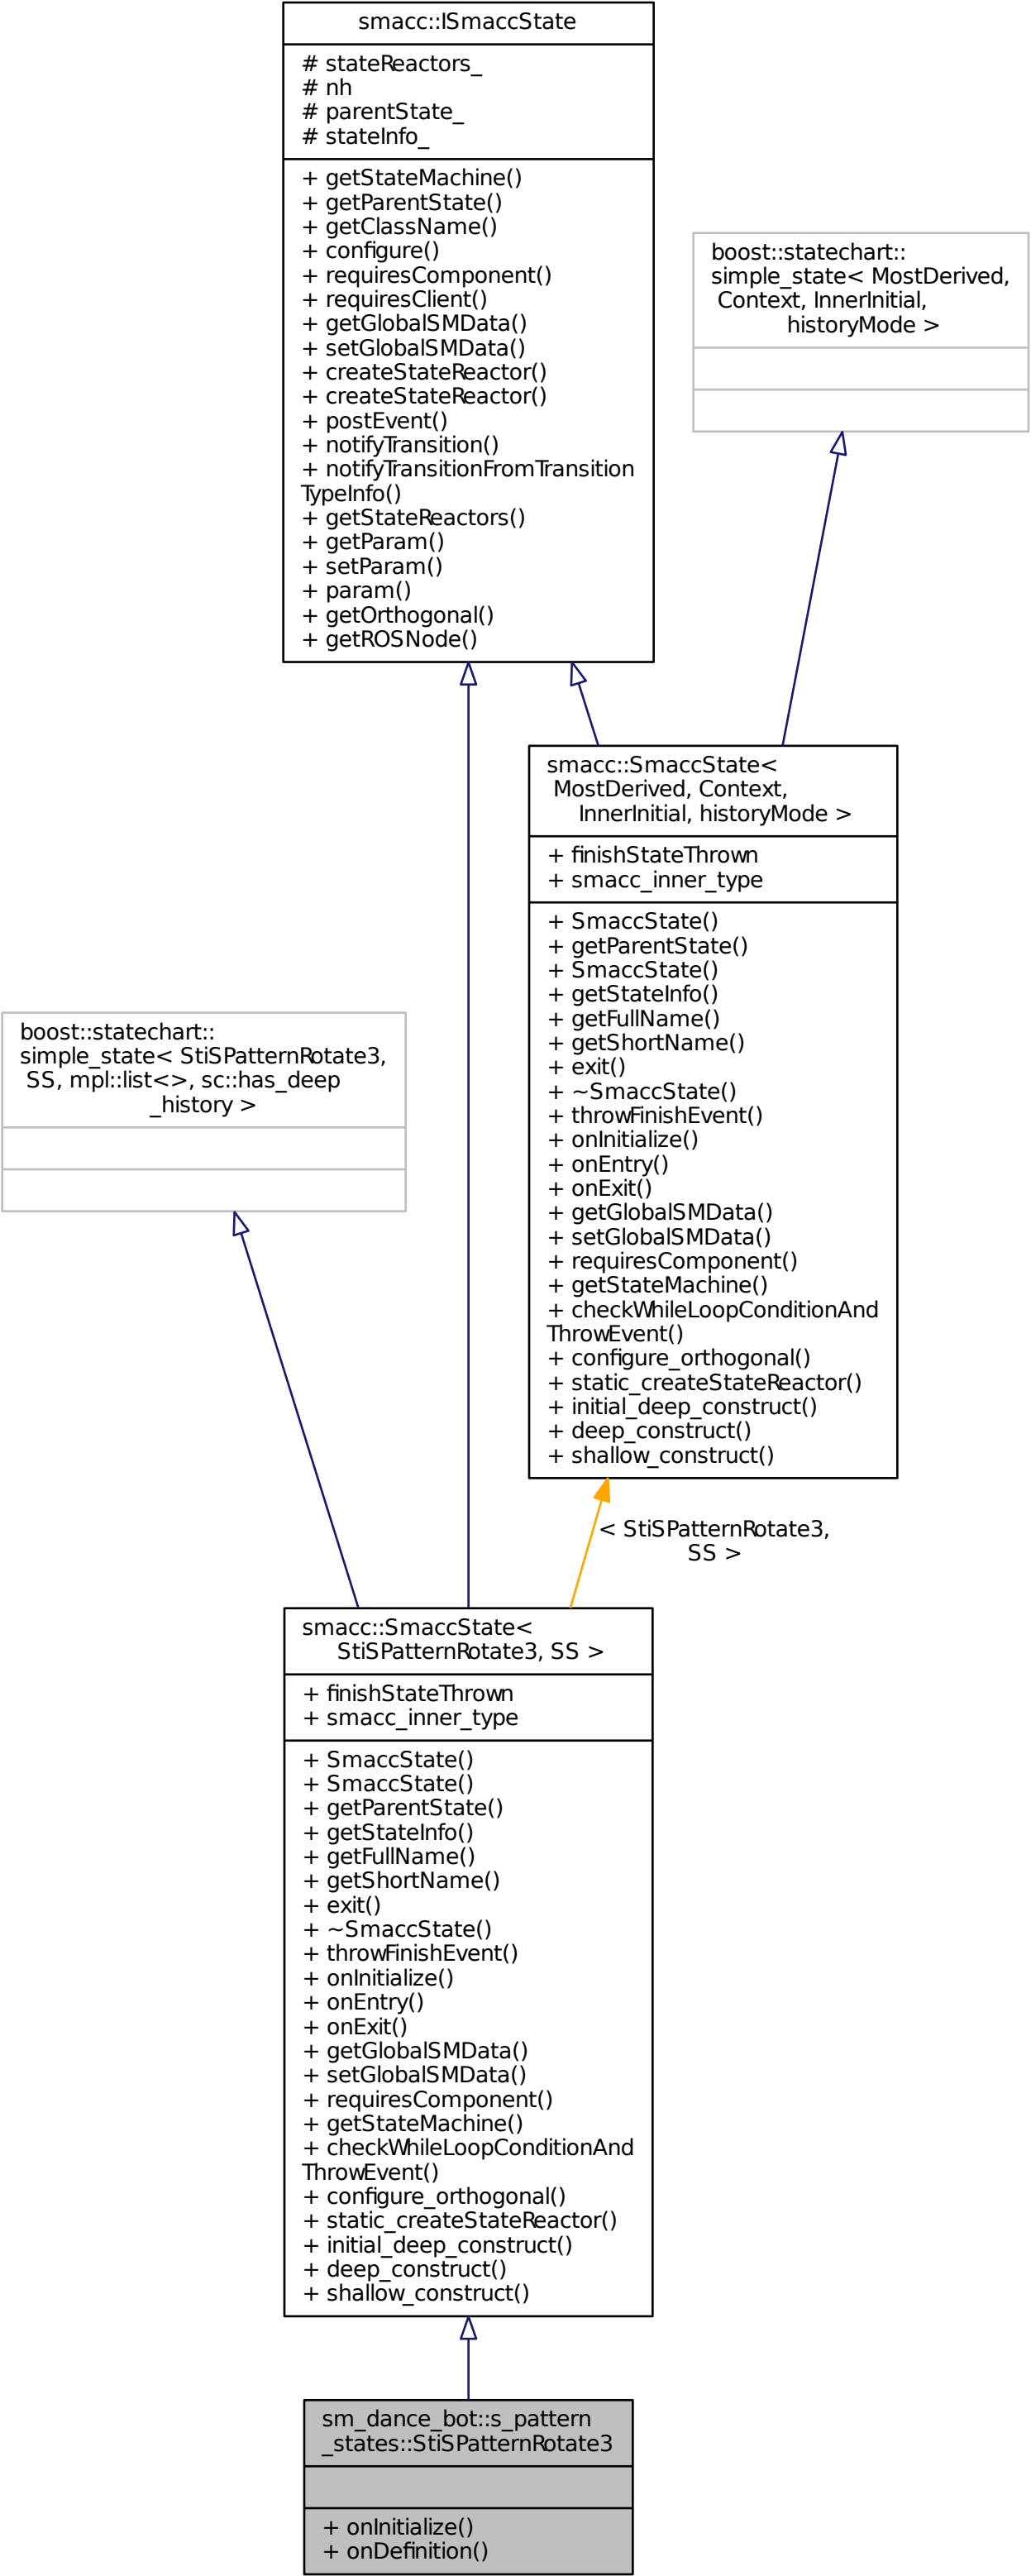 smacc::ISmaccState
# stateReactors_
# nh
# parentState_
# stateInfo_
+ getStateMachine()
+ getParentState()
+ getClassName()
+ configure()
+ requiresComponent()
+ requiresClient()
+ getGlobalSMData()
+ setGlobalSMData()
+ createStateReactor()
+ createStateReactor()
+ postEvent()
+ notifyTransition()
+ notifyTransitionFromTransition
TypeInfo()
+ getStateReactors()
+ getParam()
+ setParam()
+ param()
+ getOrthogonal()
+ getROSNode()
boost::statechart::
simple_state< MostDerived,
Context, InnerInitial,
historyMode >
smacc::SmaccState<
MostDerived, Context,
InnerInitial, historyMode >
+ finishStateThrown
+ smacc_inner_type
+ SmaccState()
+ getParentState()
+ SmaccState()
+ getStateInfo()
+ getFullName()
+ getShortName()
+ exit()
+ ~SmaccState()
+ throwFinishEvent()
+ onInitialize()
+ onEntry()
+ onExit()
+ getGlobalSMData()
+ setGlobalSMData()
+ requiresComponent()
+ getStateMachine()
+ checkWhileLoopConditionAnd
ThrowEvent()
+ configure_orthogonal()
+ static_createStateReactor()
+ initial_deep_construct()
+ deep_construct()
+ shallow_construct()
boost::statechart::
simple_state< StiSPatternRotate3,
SS, mpl::list<>, sc::has_deep
_history >
< StiSPatternRotate3,
SS >
smacc::SmaccState<
StiSPatternRotate3, SS >
+ finishStateThrown
+ smacc_inner_type
+ SmaccState()
+ SmaccState()
+ getParentState()
+ getStateInfo()
+ getFullName()
+ getShortName()
+ exit()
+ ~SmaccState()
+ throwFinishEvent()
+ onInitialize()
+ onEntry()
+ onExit()
+ getGlobalSMData()
+ setGlobalSMData()
+ requiresComponent()
+ getStateMachine()
+ checkWhileLoopConditionAnd
ThrowEvent()
+ configure_orthogonal()
+ static_createStateReactor()
+ initial_deep_construct()
+ deep_construct()
+ shallow_construct()
sm_dance_bot::s_pattern
_states::StiSPatternRotate3
+ onInitialize()
+ onDefinition()